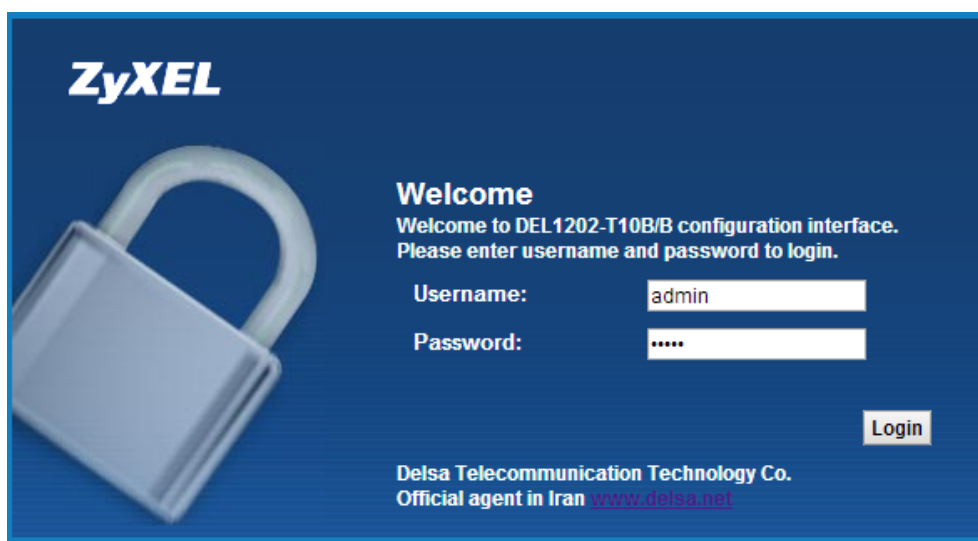 ZyXEL
Welcome
Welcome to DEL1202-T10B/B configuration interface.
Please enter username and password to login.
Username: admin
Password: •••••
Login
Delsa Telecommunication Technology Co.
Official agent in Iran www.delsa.net